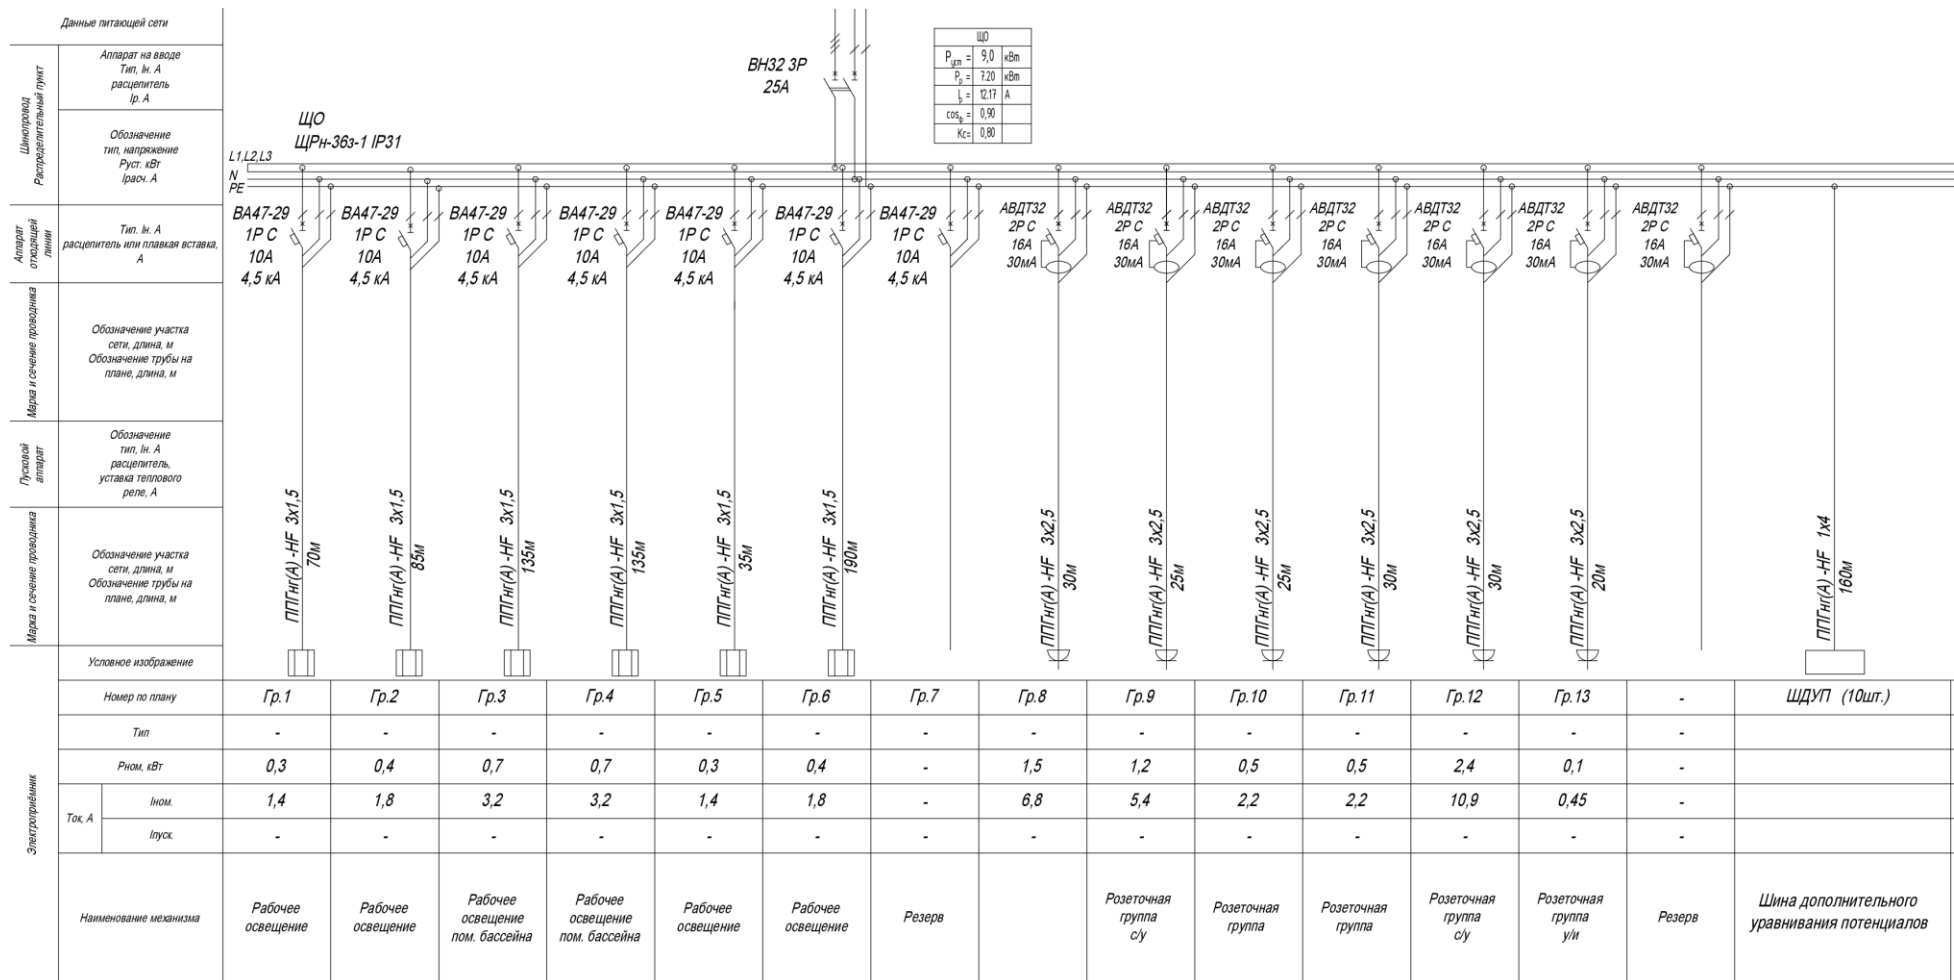 Данные питающей сети
Шинопровод
Распределительный пункт
Аппарат на вводе
Тип, Iн. А
расцепитель
Iр. А
Обозначение
тип, напряжение
Руст. кВт
Iрасч. А
ВН32 3Р
25А
ЩО
Pуст = 9,0 кВт
Pр = 7.20 кВт
Iр = 12.17 А
cosφ = 0,90
Кс= 0,80
ЩО
ЩРн-36з-1 IP31
L1,L2,L3
N
PE
Аппарат
отходящей
линии
Тип. Iн. А
расцепитель или плавкая вставка,
А
ВА47-29
1Р С
10А
4,5 кА
ВА47-29
1Р С
10А
4,5 кА
ВА47-29
1Р С
10А
4,5 кА
ВА47-29
1Р С
10А
4,5 кА
ВА47-29
1Р С
10А
4,5 кА
ВА47-29
1Р С
10А
4,5 кА
ВА47-29
1Р С
10А
4,5 кА
АВДТ32
2Р С
16А
30мА
АВДТ32
2Р С
16А
30мА
АВДТ32
2Р С
16А
30мА
АВДТ32
2Р С
16А
30мА
АВДТ32
2Р С
16А
30мА
АВДТ32
2Р С
16А
30мА
АВДТ32
2Р С
16А
30мА
Марка и сечение проводника
Обозначение участка
сети, длина, м
Обозначение трубы на
плане, длина, м
Пусковой
аппарат
Обозначение
тип, Iн. А
расцепитель,
уставка теплового
реле, А
Марка и сечение проводника
Обозначение участка
сети, длина, м
Обозначение трубы на
плане, длина, м
ППГнг(А) -HF 3х1,5
70м
ППГнг(А) -HF 3х1,5
85м
ППГнг(А) -HF 3х1,5
135м
ППГнг(А) -HF 3х1,5
135м
ППГнг(А) -HF 3х1,5
35м
ППГнг(А) -HF 3х1,5
190м
ППГнг(А) -HF 3х2,5
30м
ППГнг(А) -HF 3х2,5
25м
ППГнг(А) -HF 3х2,5
25м
ППГнг(А) -HF 3х2,5
30м
ППГнг(А) -HF 3х2,5
30м
ППГнг(А) -HF 3х2,5
20м
ППГнг(А) -HF 1х4
160м
Условное изображение
Электроприёмник
Номер по плану Гр.1 Гр.2 Гр.3 Гр.4 Гр.5 Гр.6 Гр.7 Гр.8 Гр.9 Гр.10 Гр.11 Гр.12 Гр.13 - ШДУП (10шт.)
Тип - - - - - - - - - - - - - -
Рном, кВт 0,3 0,4 0,7 0,7 0,3 0,4 - 1,5 1,2 0,5 0,5 2,4 0,1 -
Ток, А
Iном. 1,4 1,8 3,2 3,2 1,4 1,8 - 6,8 5,4 2,2 2,2 10,9 0,45 -
Iпуск. - - - - - - - - - - - - - -
Наименование механизма
Рабочее
освещение
Рабочее
освещение
Рабочее
освещение
пом. бассейна
Рабочее
освещение
пом. бассейна
Рабочее
освещение
Рабочее
освещение
Резерв
Розеточная
группа
с/у
Розеточная
группа
Розеточная
группа
Розеточная
группа
с/у
Розеточная
группа
у/и
Резерв
Шина дополнительного
уравнивания потенциалов